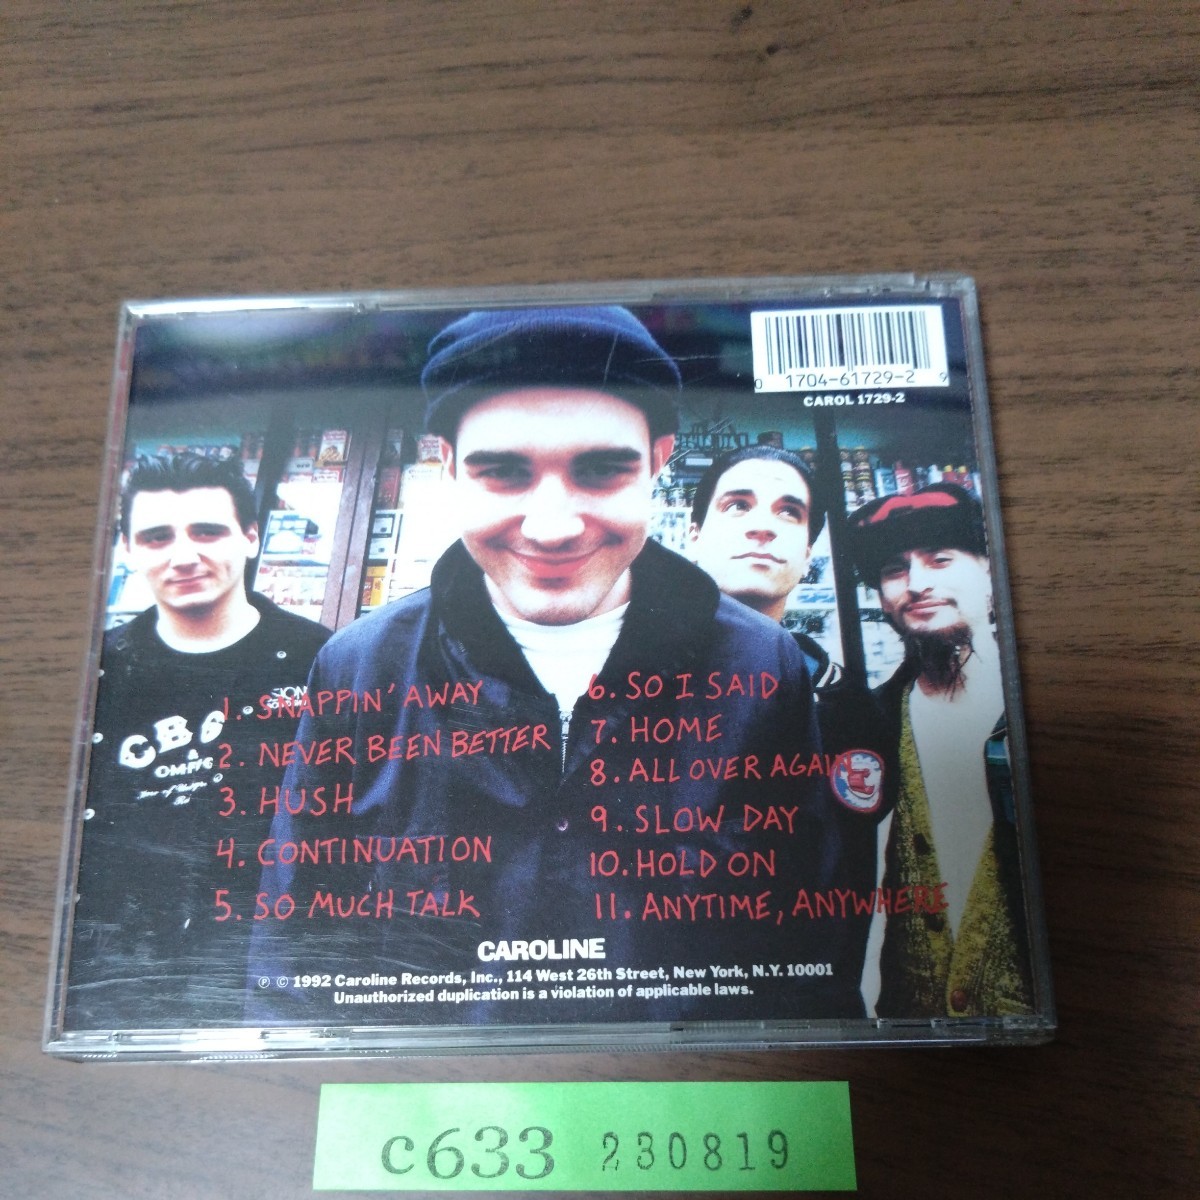 0 1704-61729-2 9
CAROL 1729-2
1. SNAPPIN' AWAY
2. NEVER BEEN BETTER
3. HUSH
4. CONTINUATION
5. SO MUCH TALK
6. SO I SAID
7. HOME
8. ALL OVER AGAIN
9. SLOW DAY
10. HOLD ON
11. ANYTIME, ANYWHERE
CAROLINE
℗ © 1992 Caroline Records, Inc., 114 West 26th Street, New York, N.Y. 10001
Unauthorized duplication is a violation of applicable laws.
c633 230819